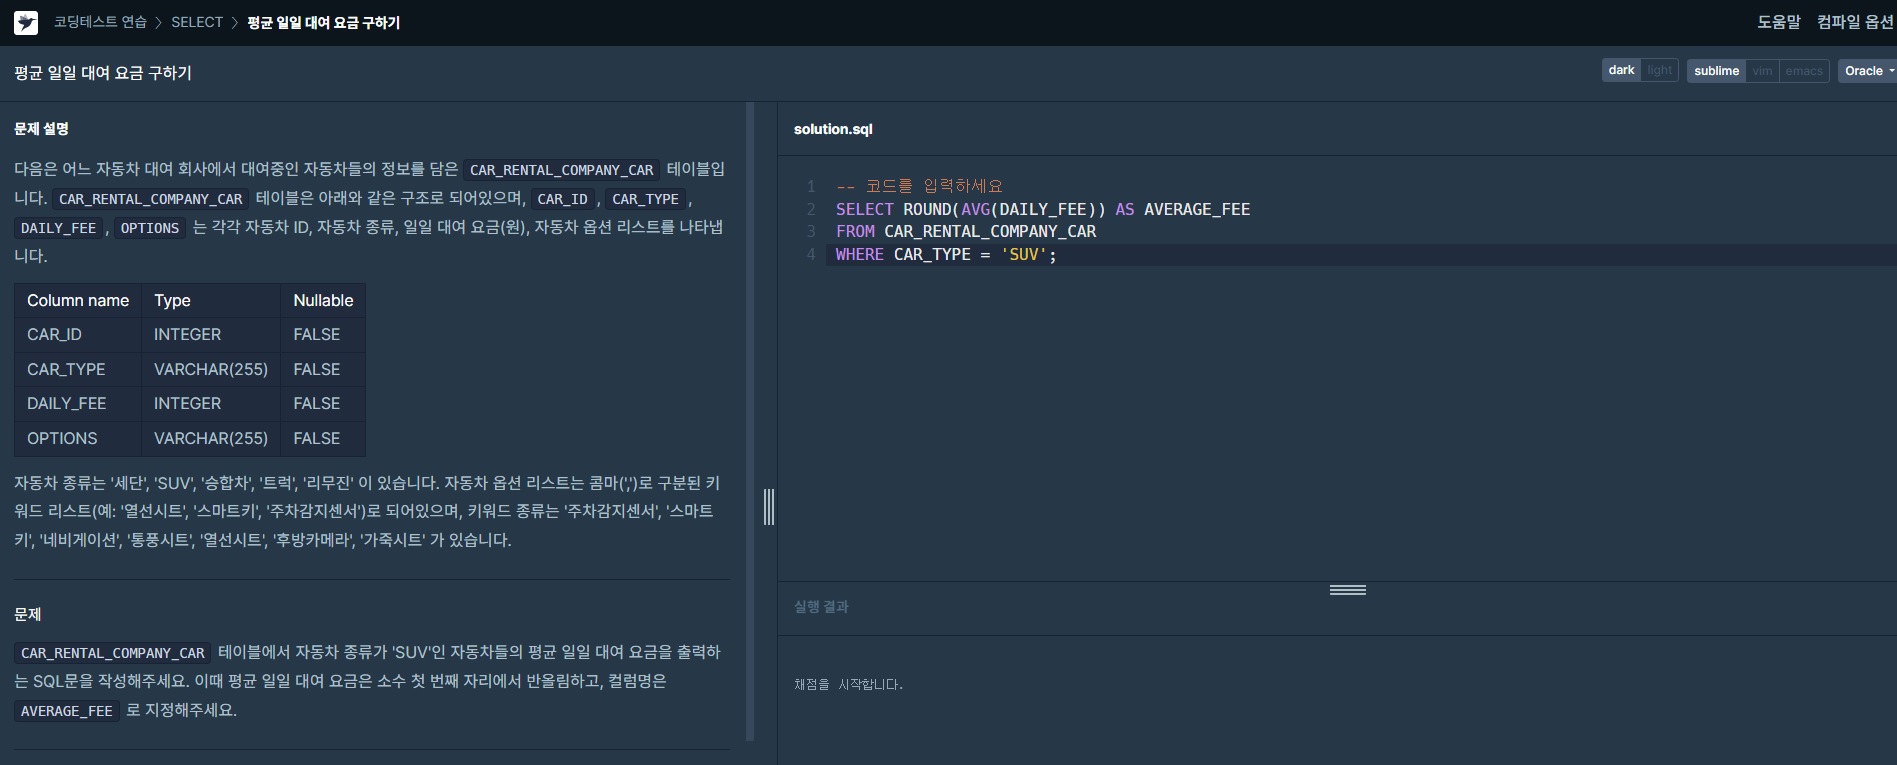 코딩테스트 연습 > SELECT > 평균 일일 대여 요금 구하기
도움말 컴파일 옵션
평균 일일 대여 요금 구하기
dark light sublime vim emacs Oracle
문제 설명
다음은 어느 자동차 대여 회사에서 대여중인 자동차들의 정보를 담은 CAR_RENTAL_COMPANY_CAR 테이블입
니다. CAR_RENTAL_COMPANY_CAR 테이블은 아래와 같은 구조로 되어있으며, CAR_ID , CAR_TYPE ,
DAILY_FEE , OPTIONS 는 각각 자동차 ID, 자동차 종류, 일일 대여 요금(원), 자동차 옵션 리스트를 나타냅
니다.
Column name Type Nullable
CAR_ID INTEGER FALSE
CAR_TYPE VARCHAR(255) FALSE
DAILY_FEE INTEGER FALSE
OPTIONS VARCHAR(255) FALSE
자동차 종류는 '세단', 'SUV', '승합차', '트럭', '리무진' 이 있습니다. 자동차 옵션 리스트는 콤마(',')로 구분된 키
워드 리스트(예: '열선시트', '스마트키', '주차감지센서')로 되어있으며, 키워드 종류는 '주차감지센서', '스마트
키', '네비게이션', '통풍시트', '열선시트', '후방카메라', '가죽시트' 가 있습니다.
문제
CAR_RENTAL_COMPANY_CAR 테이블에서 자동차 종류가 'SUV'인 자동차들의 평균 일일 대여 요금을 출력하
는 SQL문을 작성해주세요. 이때 평균 일일 대여 요금은 소수 첫 번째 자리에서 반올림하고, 컬럼명은
AVERAGE_FEE 로 지정해주세요.
solution.sql
1 -- 코드를 입력하세요
2 SELECT ROUND(AVG(DAILY_FEE)) AS AVERAGE_FEE
3 FROM CAR_RENTAL_COMPANY_CAR
4 WHERE CAR_TYPE = 'SUV';
실행 결과
채점을 시작합니다.